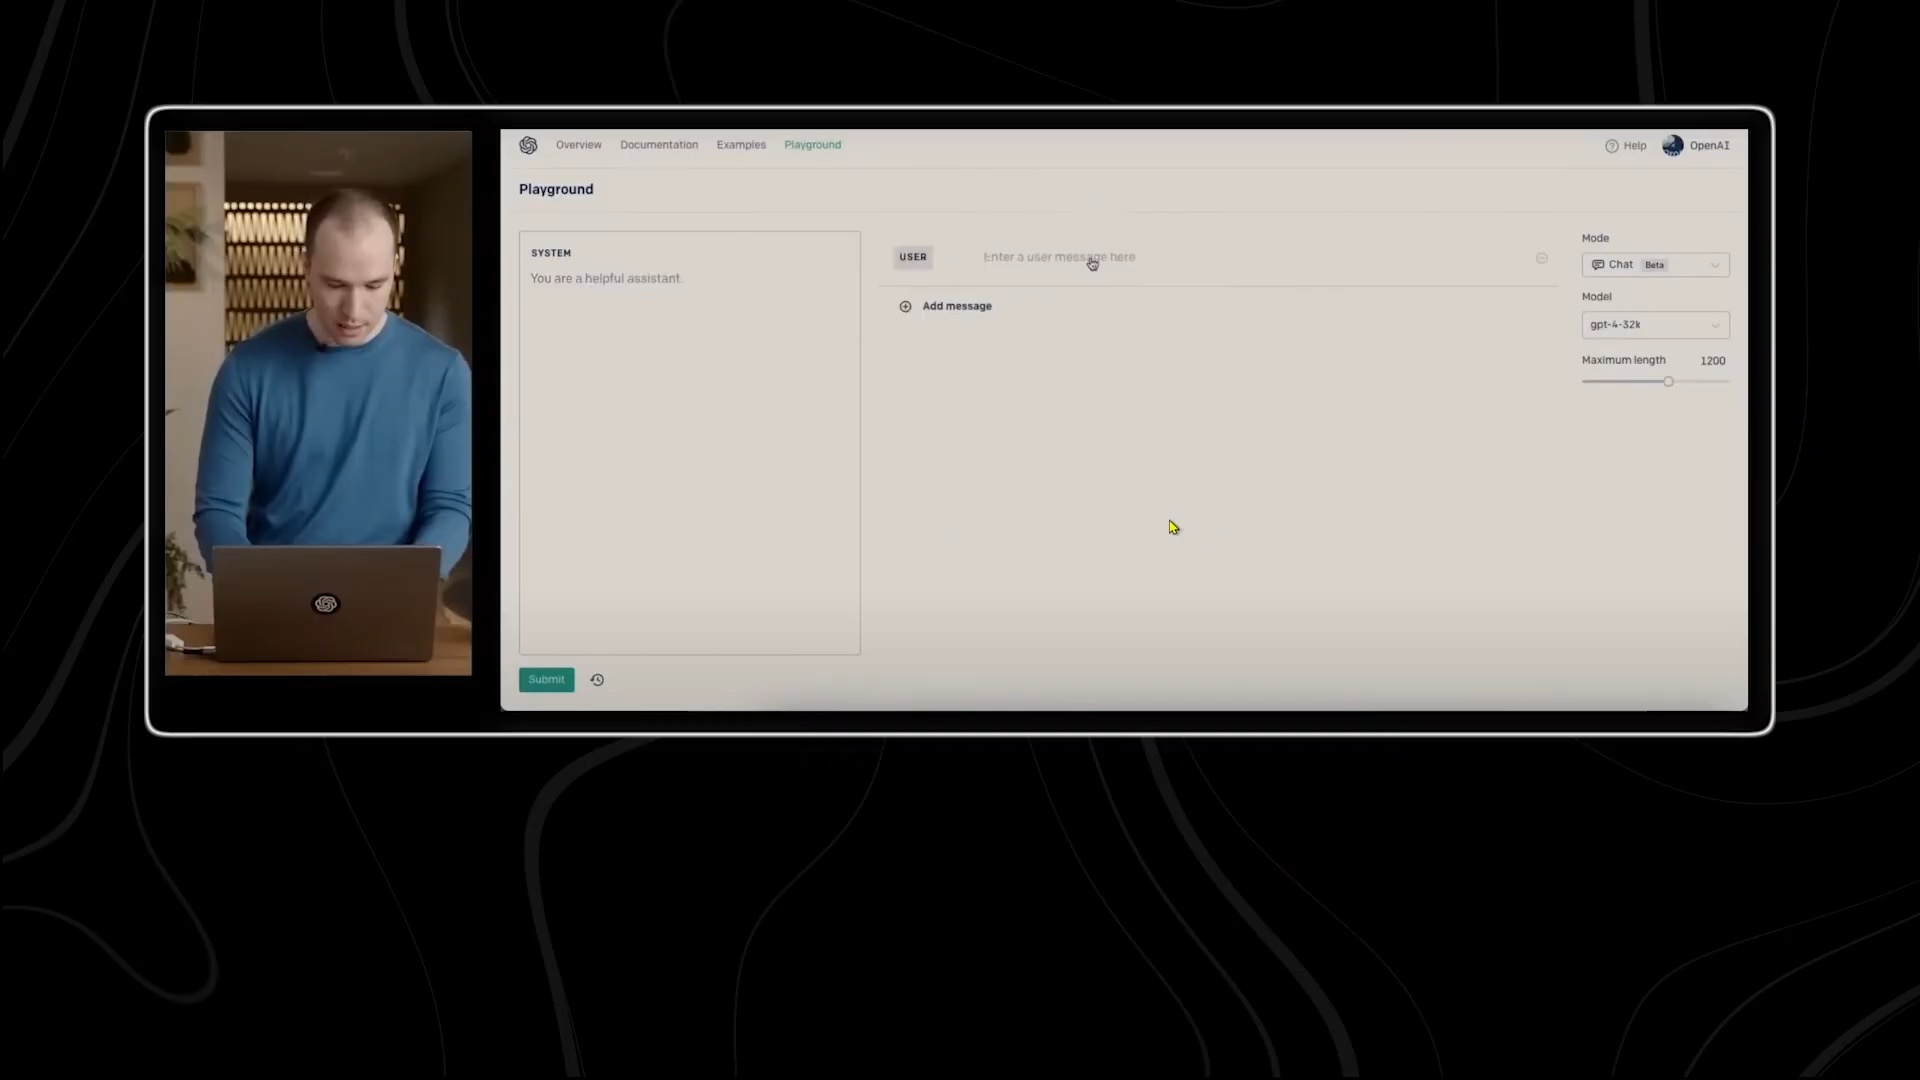 Overview Documentation Examples Playground Help OpenAI
Playground
SYSTEM
You are a helpful assistant.
USER Enter a user message here
Add message
Mode
Chat Beta
Model
gpt-4-32k
Maximum length 1200
Submit